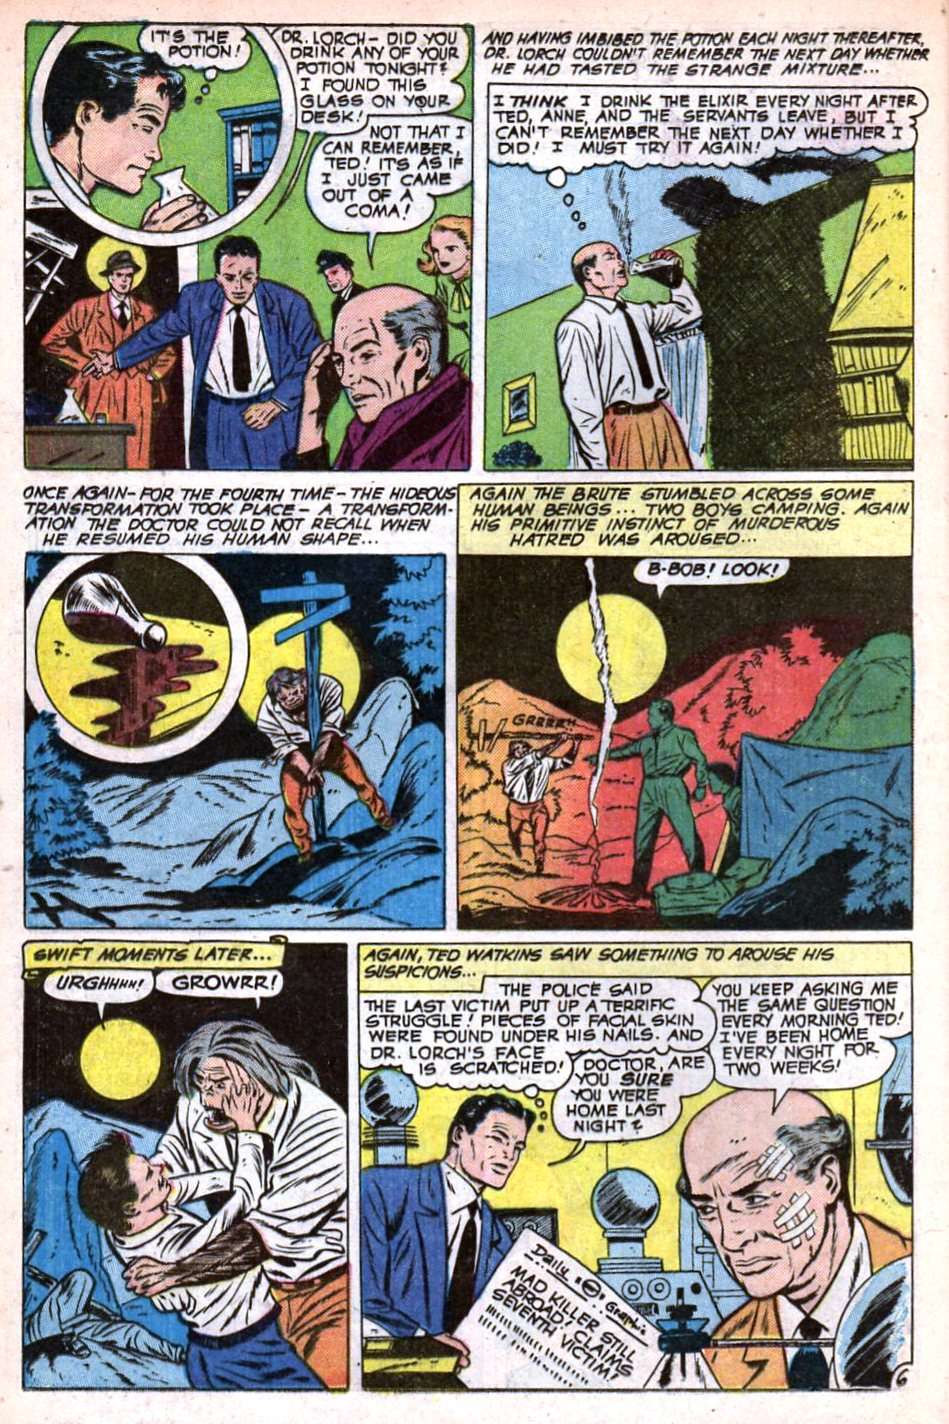 IT'S THE
POTION!
DR. LORCH - DID YOU
DRINK ANY OF YOUR
POTION TONIGHT?
I FOUND THIS
GLASS ON YOUR
DESK!
NOT THAT I
CAN REMEMBER,
TED! IT'S AS IF
I JUST CAME
OUT OF A
COMA!
AND HAVING IMBIBED THE POTION EACH NIGHT THEREAFTER,
DR. LORCH COULDN'T REMEMBER THE NEXT DAY WHETHER
HE HAD TASTED THE STRANGE MIXTURE...
I THINK I DRINK THE ELIXIR EVERY NIGHT AFTER
TED, ANNE, AND THE SERVANTS LEAVE, BUT I
CAN'T REMEMBER THE NEXT DAY WHETHER I
DID! I MUST TRY IT AGAIN!
ONCE AGAIN - FOR THE FOURTH TIME - THE HIDEOUS
TRANSFORMATION TOOK PLACE - A TRANSFORM-
ATION THE DOCTOR COULD NOT RECALL WHEN
HE RESUMED HIS HUMAN SHAPE...
AGAIN THE BRUTE STUMBLED ACROSS SOME
HUMAN BEINGS... TWO BOYS CAMPING. AGAIN
HIS PRIMITIVE INSTINCT OF MURDEROUS
HATRED WAS AROUSED...
B-BOB! LOOK!
GRRRRH
SWIFT MOMENTS LATER...
URGHHHH!
GROWRR!
AGAIN, TED WATKINS SAW SOMETHING TO AROUSE HIS
SUSPICIONS...
THE POLICE SAID
THE LAST VICTIM PUT UP A TERRIFIC
STRUGGLE! PIECES OF FACIAL SKIN
WERE FOUND UNDER HIS NAILS. AND
DR. LORCH'S FACE
IS SCRATCHED!
DOCTOR, ARE
YOU SURE
YOU WERE
HOME LAST
NIGHT?
YOU KEEP ASKING ME
THE SAME QUESTION
EVERY MORNING TED!
I'VE BEEN HOME
EVERY NIGHT FOR
TWO WEEKS!
Daily Graphic
MAD KILLER STILL
ABROAD! CLAIMS
SEVENTH VICTIM!
6